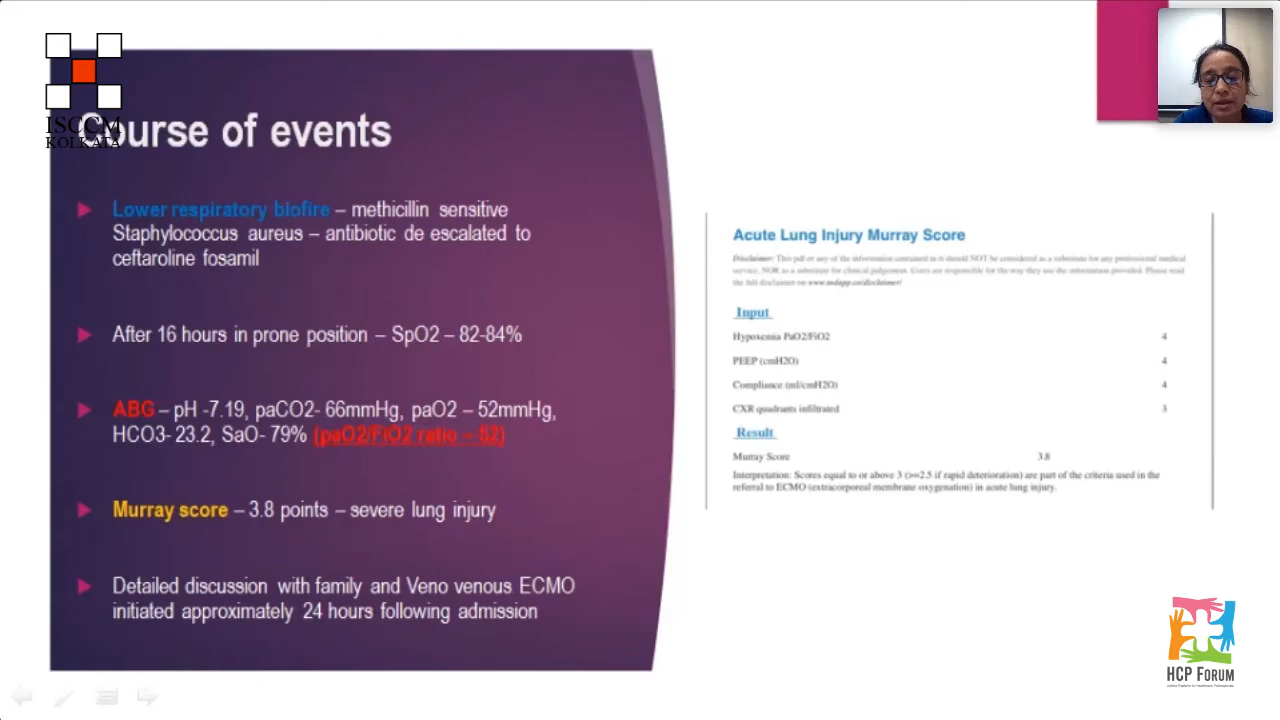 ISCCM
KOLKATA
Course of events
Lower respiratory biofire – methicillin sensitive
Staphylococcus aureus – antibiotic de escalated to
ceftaroline fosamil
After 16 hours in prone position – SpO2 – 82-84%
ABG – pH -7.19, paCO2- 66mmHg, paO2 – 52mmHg,
HCO3- 23.2, SaO- 79% (paO2/FiO2 ratio – 52)
Murray score – 3.8 points – severe lung injury
Detailed discussion with family and Veno venous ECMO
initiated approximately 24 hours following admission
Acute Lung Injury Murray Score
Disclaimer: This pdf or any of the information contained in it should NOT be considered as a substitute for any professional medical
service, NOR as a substitute for clinical judgement. Users are responsible for the way they use the information provided. Please read
the full disclaimer on www.mdapp.co/disclaimer/
Input
Hypoxemia PaO2/FiO2 4
PEEP (cmH2O) 4
Compliance (ml/cmH2O) 4
CXR quadrants infiltrated 3
Result
Murray Score 3.8
Interpretation: Scores equal to or above 3 (>=2.5 if rapid deterioration) are part of the criteria used in the
referral to ECMO (extracorporeal membrane oxygenation) in acute lung injury.
HCP FORUM